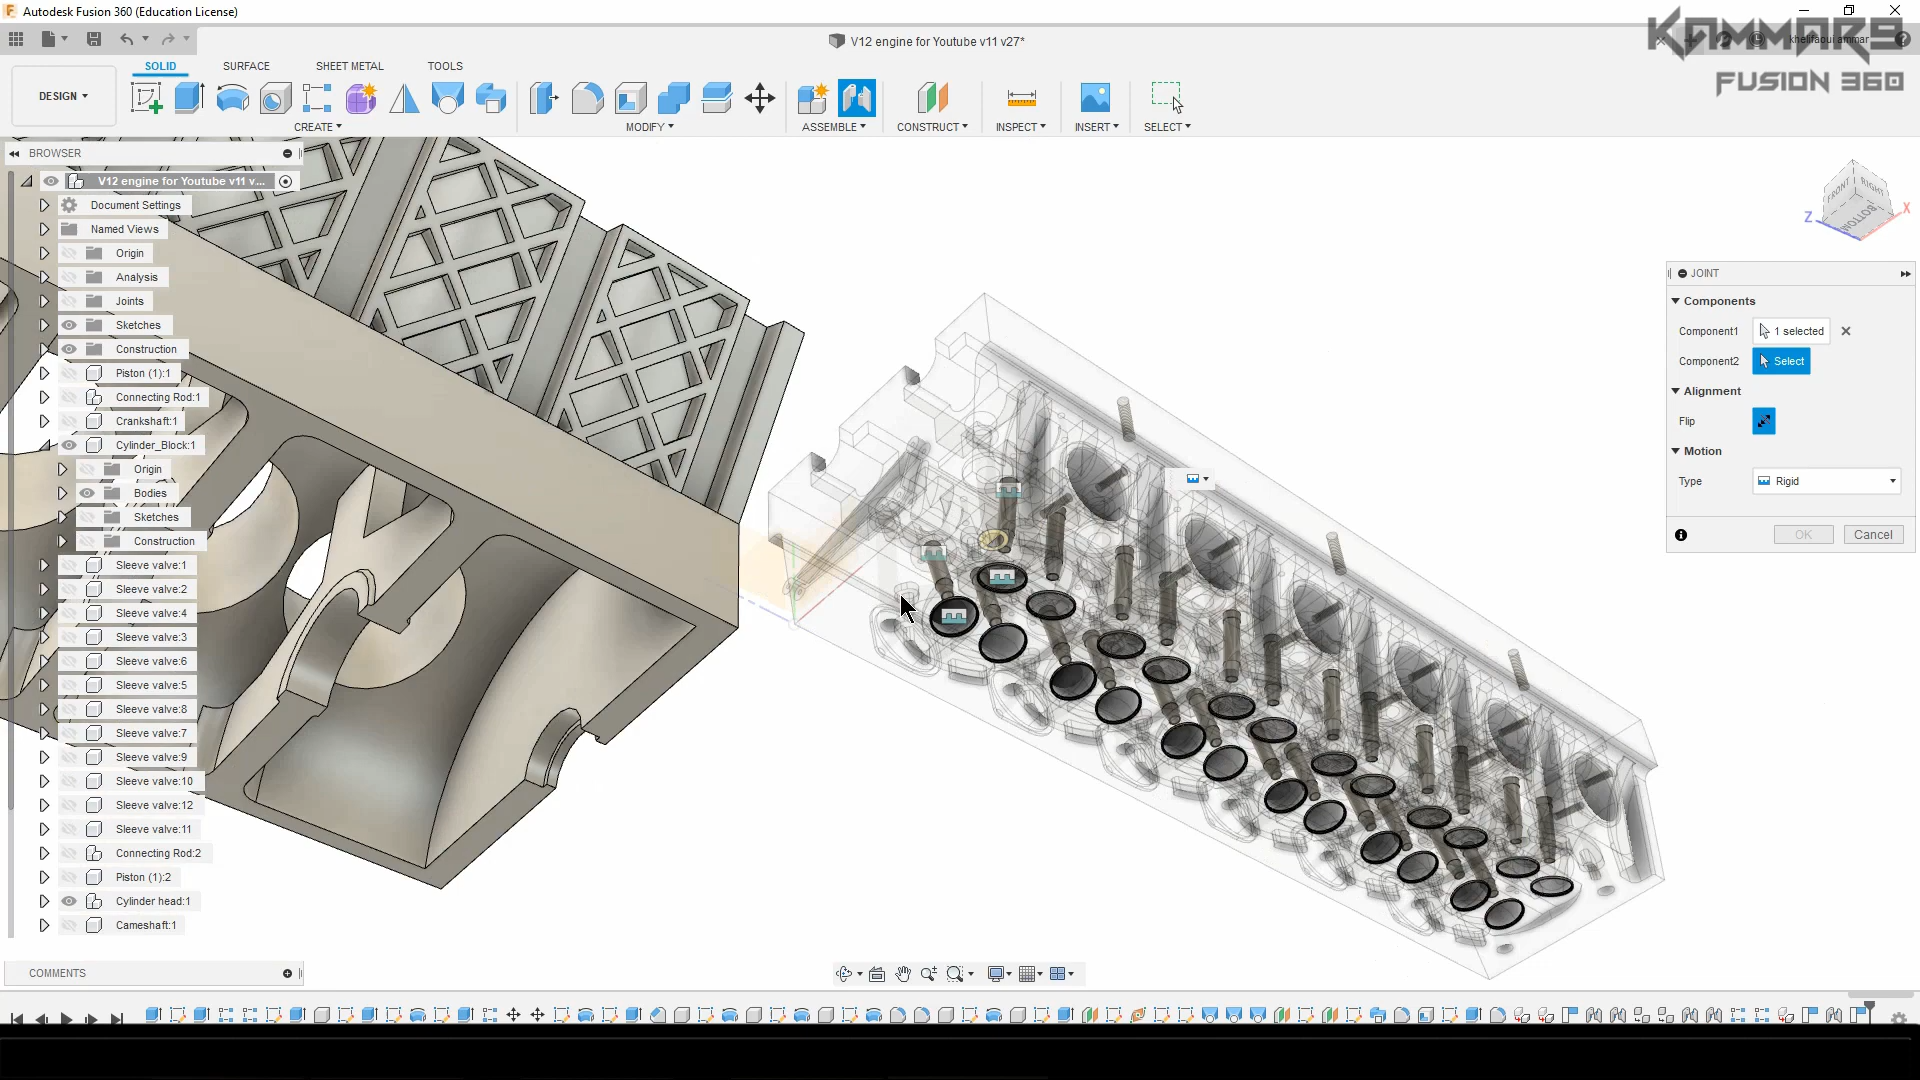 Autodesk Fusion 360 (Education License)
V12 engine for Youtube v11 v27*
khelifaoui ammar
KAMMAR9
FUSION 360
SOLID
SURFACE
SHEET METAL
TOOLS
DESIGN
CREATE
MODIFY
ASSEMBLE
CONSTRUCT
INSPECT
INSERT
SELECT
BROWSER
V12 engine for Youtube v11 v...
Document Settings
Named Views
Origin
Analysis
Joints
Sketches
Construction
Piston (1):1
Connecting Rod:1
Crankshaft:1
Cylinder_Block:1
Origin
Bodies
Sketches
Construction
Sleeve valve:1
Sleeve valve:2
Sleeve valve:4
Sleeve valve:3
Sleeve valve:6
Sleeve valve:5
Sleeve valve:8
Sleeve valve:7
Sleeve valve:9
Sleeve valve:10
Sleeve valve:12
Sleeve valve:11
Connecting Rod:2
Piston (1):2
Cylinder head:1
Cameshaft:1
COMMENTS
FRONT
RIGHT
BOTTOM
Z
X
JOINT
Components
Component1
1 selected
Component2
Select
Alignment
Flip
Motion
Type
Rigid
OK
Cancel